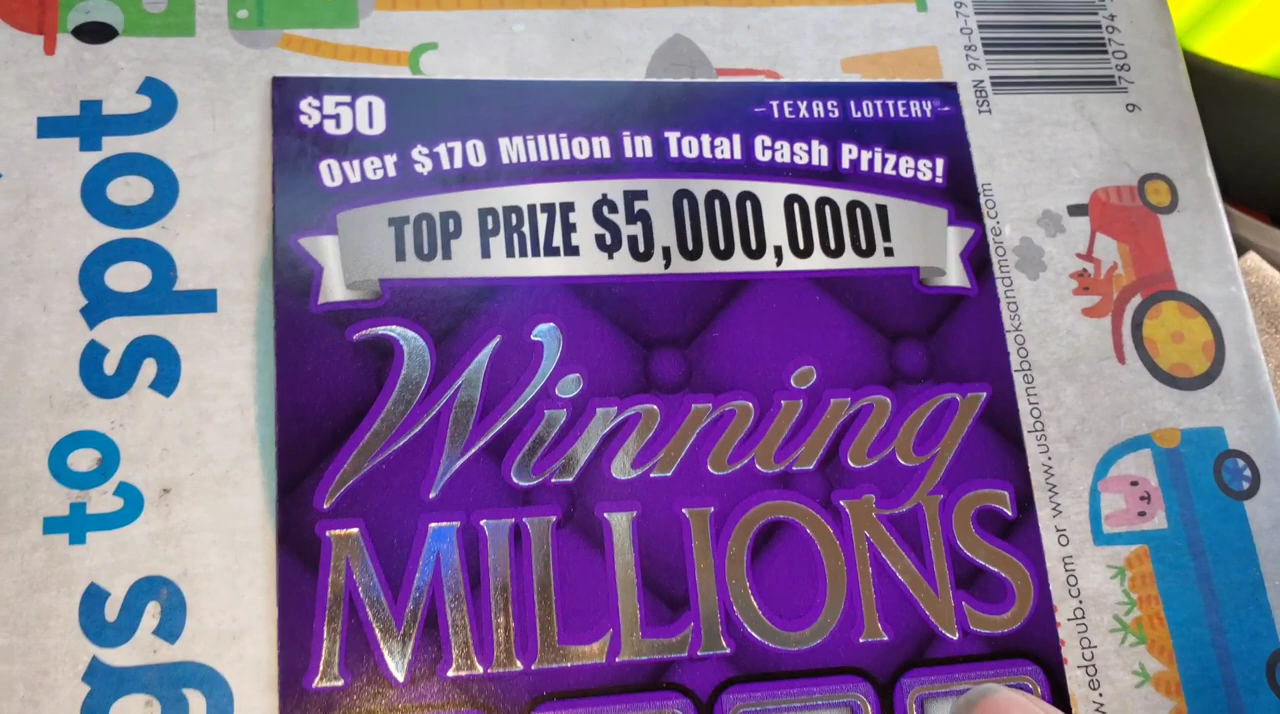 $50
-TEXAS LOTTERY®-
Over $170 Million in Total Cash Prizes!
TOP PRIZE $5,000,000!
Winning
MILLIONS
gs to spot
ISBN 978-0-79
9 780794
w.edcpub.com or www.usbornebooksandmore.com